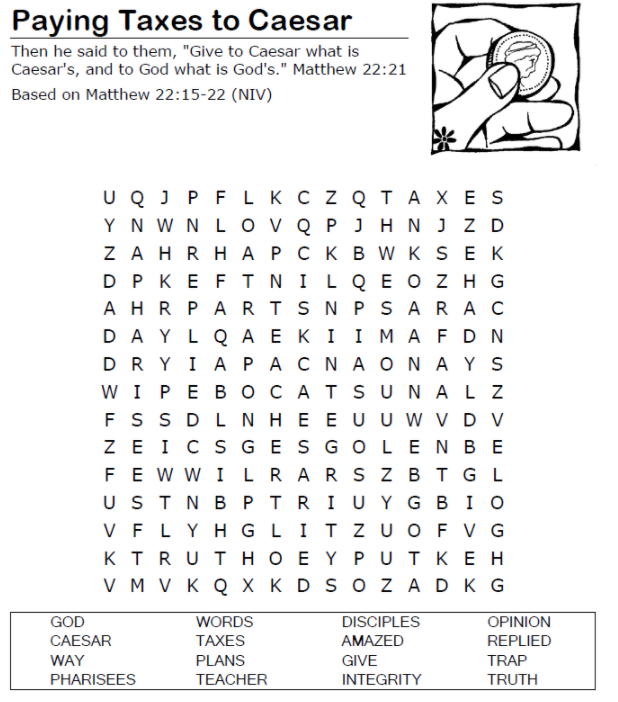 Paying Taxes to Caesar
Then he said to them, "Give to Caesar what is
Caesar's, and to God what is God's." Matthew 22:21
Based on Matthew 22:15-22 (NIV)
U Q J P F L K C Z Q T A X E S
Y N W N L O V Q P J H N J Z D
Z A H R H A P C K B W K S E K
D P K E F T N I L Q E O Z H G
A H R P A R T S N P S A R A C
D A Y L Q A E K I I M A F D N
D R Y I A P A C N A O N A Y S
W I P E B O C A T S U N A L Z
F S S D L N H E E U U W V D V
Z E I C S G E S G O L E N B E
F E W W I L R A R S Z B T G L
U S T N B P T R I U Y G B I O
V F L Y H G L I T Z U O F V G
K T R U T H O E Y P U T K E H
V M V K Q X K D S O Z A D K G
GOD WORDS DISCIPLES OPINION
CAESAR TAXES AMAZED REPLIED
WAY PLANS GIVE TRAP
PHARISEES TEACHER INTEGRITY TRUTH